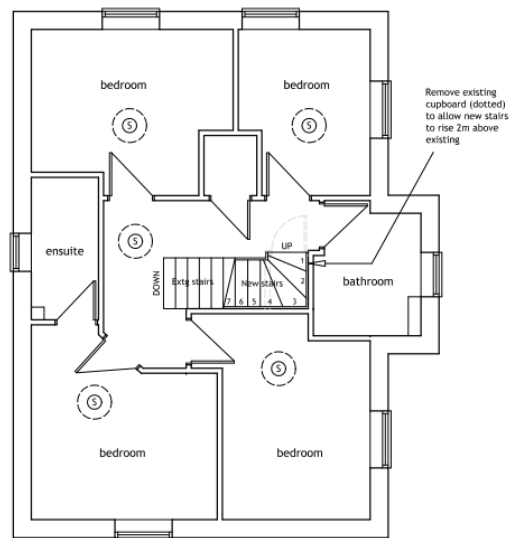 bedroom
bedroom
S
S
Remove existing
cupboard (dotted)
to allow new stairs
to rise 2m above
existing
ensuite
S
UP
DOWN
Extg stairs
New stairs
bathroom
1
2
3
4
5
6
7
S
S
bedroom
bedroom